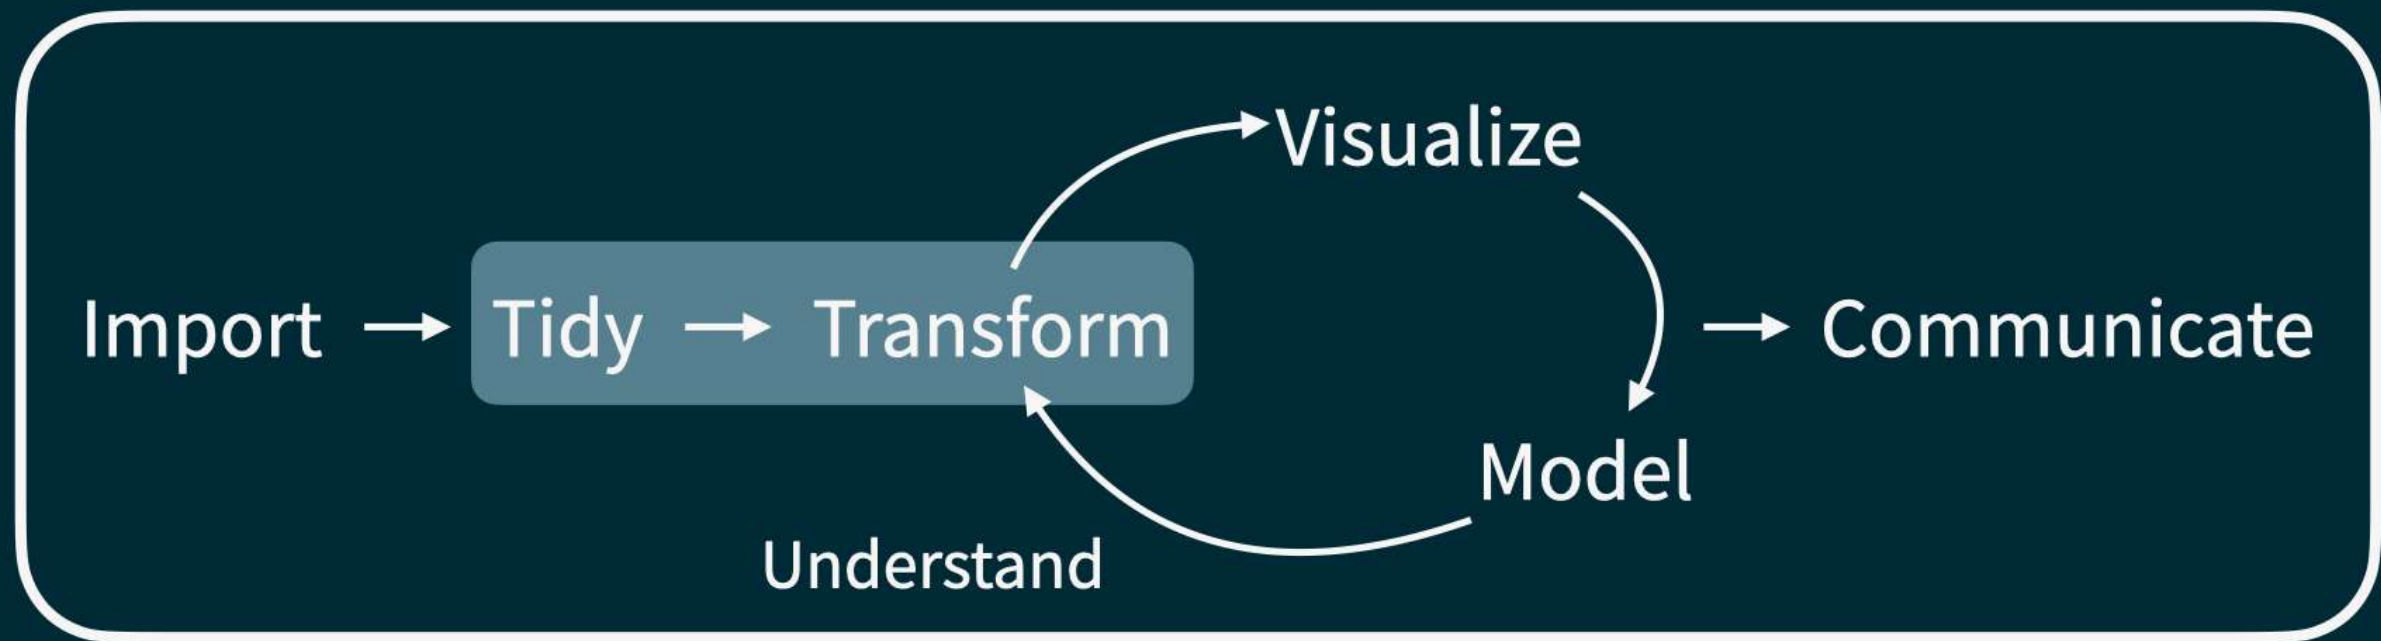 Visualize
Import Tidy Transform Communicate
Model
Understand